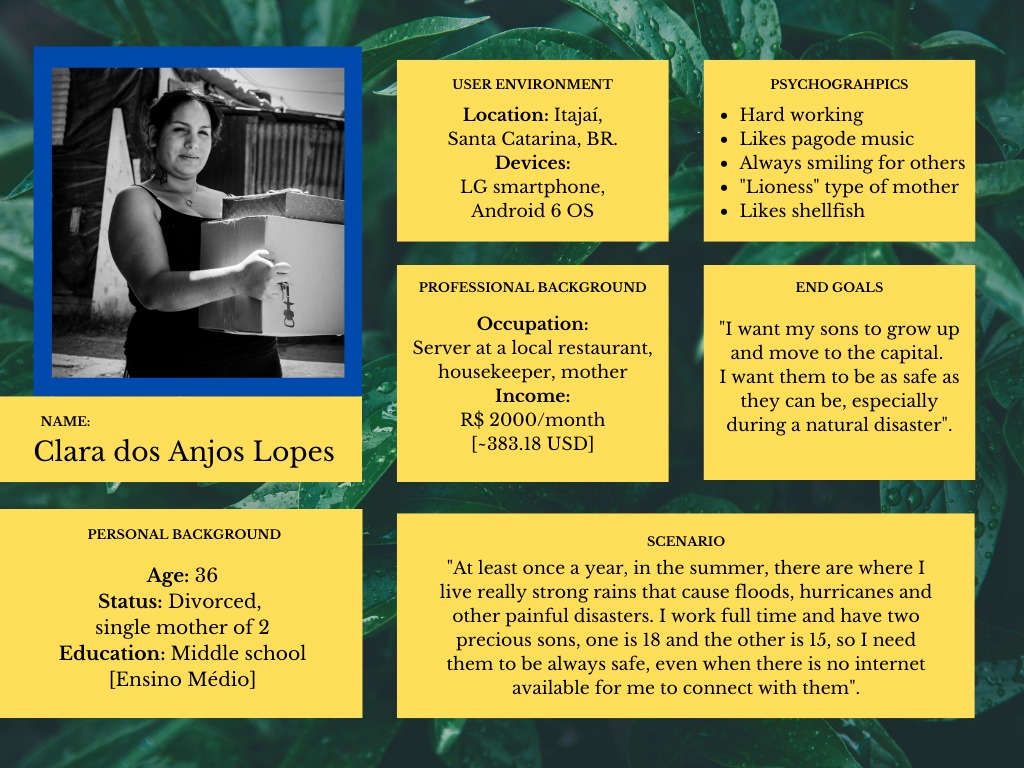 NAME:
Clara dos Anjos Lopes
PERSONAL BACKGROUND
Age: 36
Status: Divorced,
single mother of 2
Education: Middle school
[Ensino Médio]
USER ENVIRONMENT
Location: Itajaí,
Santa Catarina, BR.
Devices:
LG smartphone,
Android 6 OS
PSYCHOGRAHPICS
• Hard working
• Likes pagode music
• Always smiling for others
• "Lioness" type of mother
• Likes shellfish
PROFESSIONAL BACKGROUND
Occupation:
Server at a local restaurant,
housekeeper, mother
Income:
R$ 2000/month
[~383.18 USD]
END GOALS
"I want my sons to grow up
and move to the capital.
I want them to be as safe as
they can be, especially
during a natural disaster".
SCENARIO
"At least once a year, in the summer, there are where I
live really strong rains that cause floods, hurricanes and
other painful disasters. I work full time and have two
precious sons, one is 18 and the other is 15, so I need
them to be always safe, even when there is no internet
available for me to connect with them".